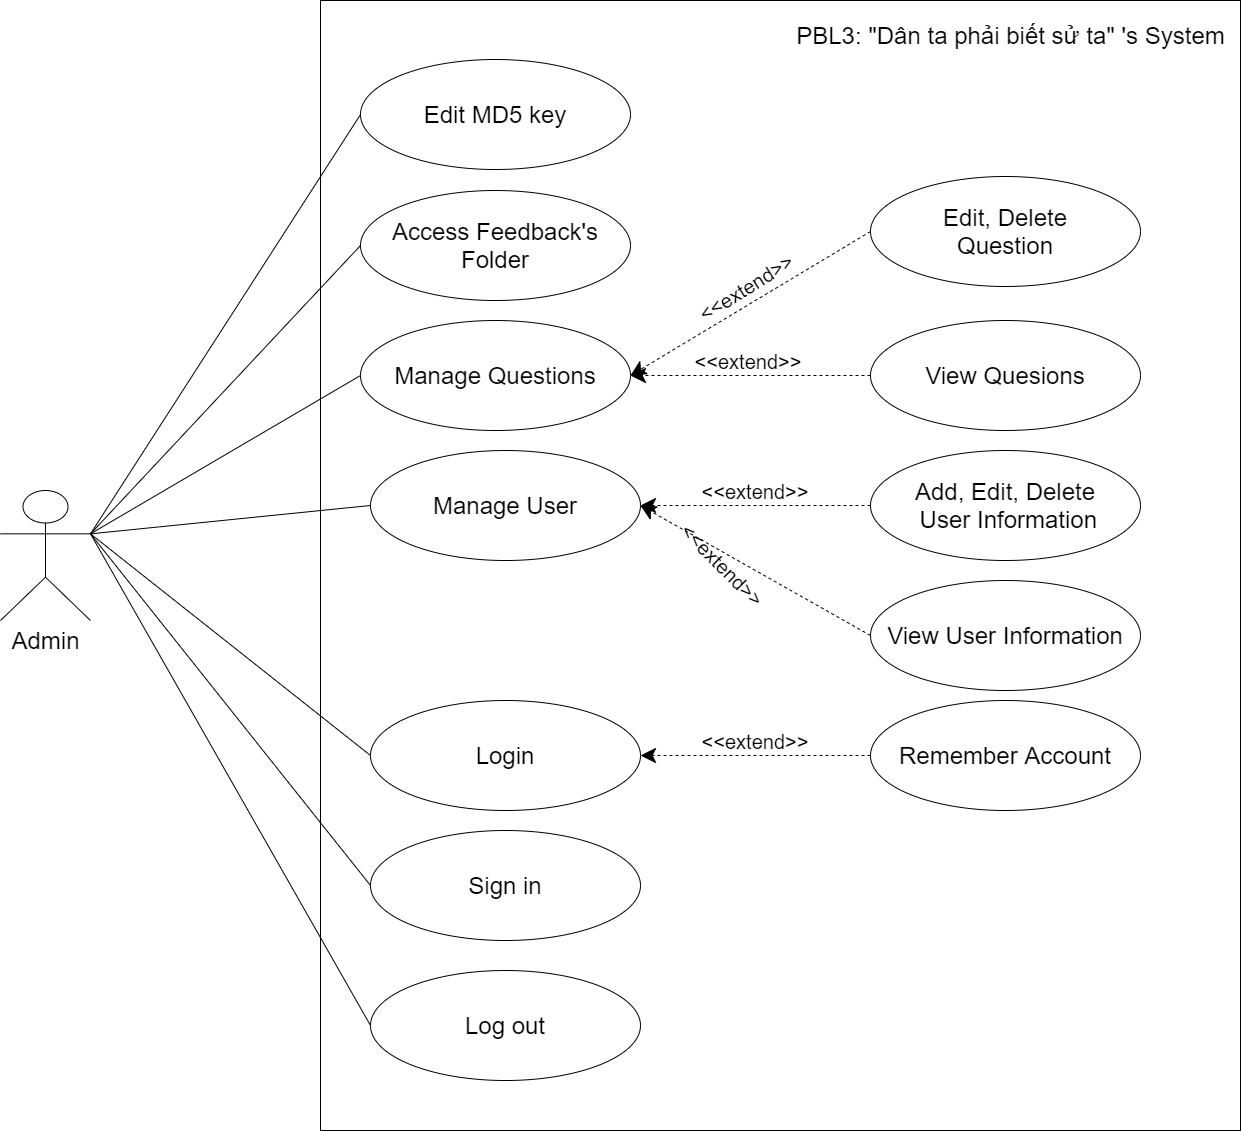 PBL3: "Dân ta phải biết sử ta" 's System
Edit MD5 key
Access Feedback's
Folder
Edit, Delete
Question
<<extend>>
Manage Questions
<<extend>>
View Quesions
Manage User
<<extend>>
Add, Edit, Delete
User Information
<<extend>>
View User Information
Admin
Login
<<extend>>
Remember Account
Sign in
Log out